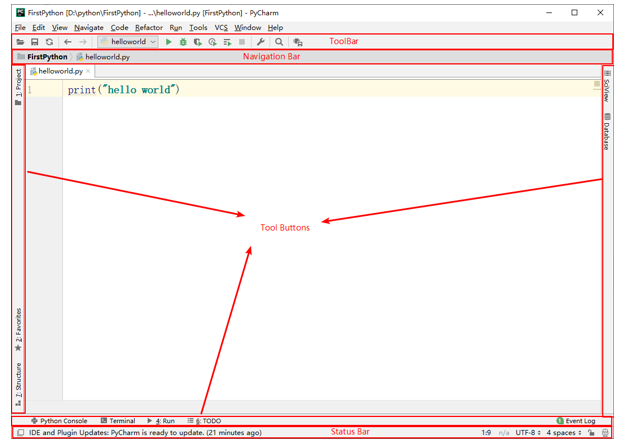 FirstPython [D:\python\FirstPython] - ...\helloworld.py [FirstPython] - PyCharm
File Edit View Navigate Code Refactor Run Tools VCS Window Help
helloworld ToolBar
FirstPython helloworld.py Navigation Bar
helloworld.py
1 print("hello world")
1: Project
SciView
Database
Tool Buttons
2: Favorites
7: Structure
Python Console Terminal 4: Run 6: TODO Event Log
IDE and Plugin Updates: PyCharm is ready to update. (21 minutes ago) Status Bar 1:9 n/a UTF-8 4 spaces